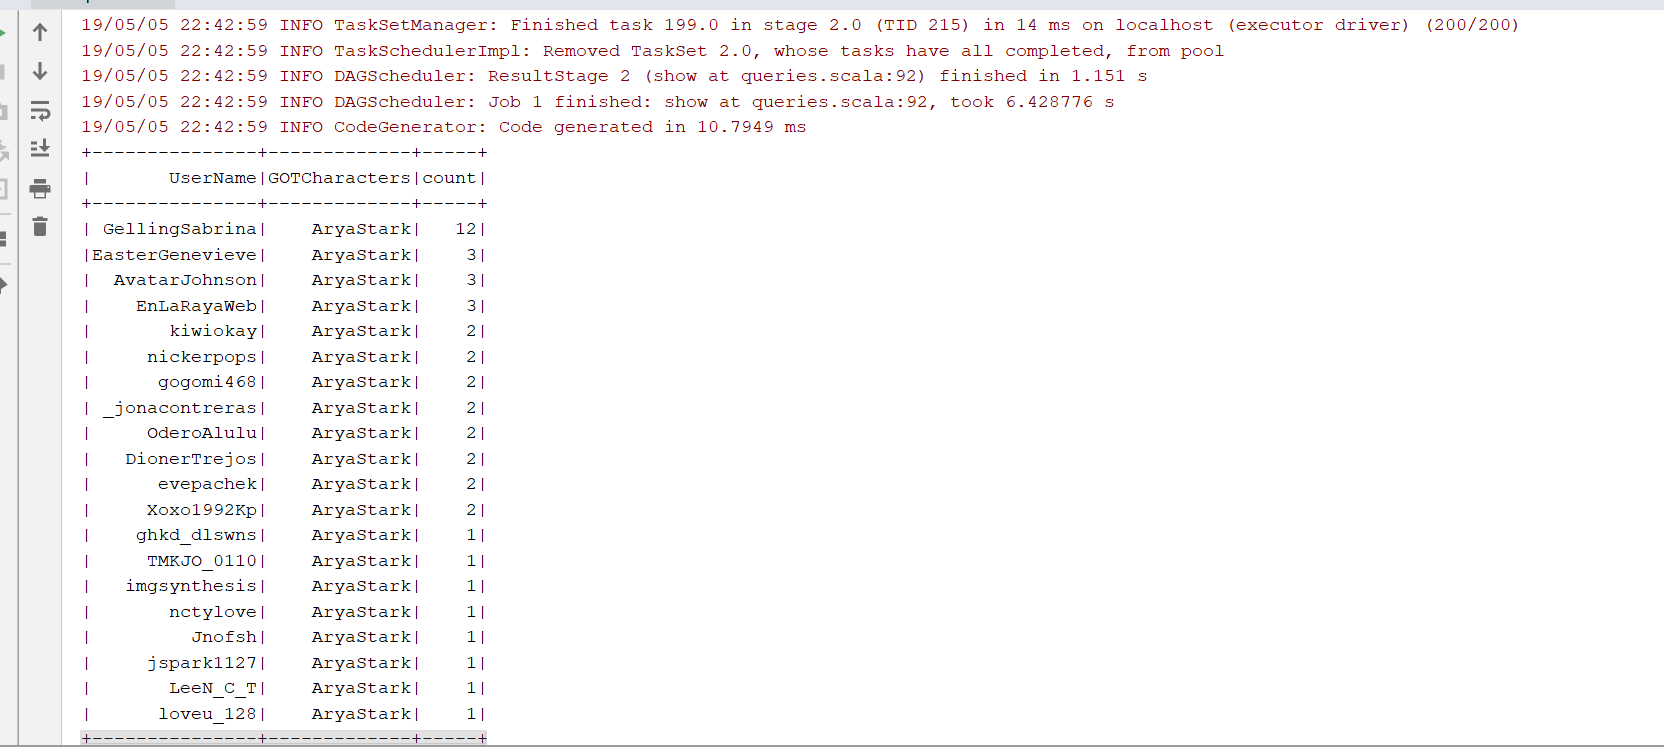 19/05/05 22:42:59 INFO TaskSetManager: Finished task 199.0 in stage 2.0 (TID 215) in 14 ms on localhost (executor driver) (200/200)
19/05/05 22:42:59 INFO TaskSchedulerImpl: Removed TaskSet 2.0, whose tasks have all completed, from pool
19/05/05 22:42:59 INFO DAGScheduler: ResultStage 2 (show at queries.scala:92) finished in 1.151 s
19/05/05 22:42:59 INFO DAGScheduler: Job 1 finished: show at queries.scala:92, took 6.428776 s
19/05/05 22:42:59 INFO CodeGenerator: Code generated in 10.7949 ms
+---------------+-------------+-----+
|       UserName|GOTCharacters|count|
+---------------+-------------+-----+
| GellingSabrina|    AryaStark|   12|
|EasterGenevieve|    AryaStark|    3|
|  AvatarJohnson|    AryaStark|    3|
|    EnLaRayaWeb|    AryaStark|    3|
|       kiwiokay|    AryaStark|    2|
|     nickerpops|    AryaStark|    2|
|      gogomi468|    AryaStark|    2|
| _jonacontreras|    AryaStark|    2|
|     OderoAlulu|    AryaStark|    2|
|   DionerTrejos|    AryaStark|    2|
|      evepachek|    AryaStark|    2|
|     Xoxo1992Kp|    AryaStark|    2|
|    ghkd_dlswns|    AryaStark|    1|
|     TMKJO_0110|    AryaStark|    1|
|   imgsynthesis|    AryaStark|    1|
|       nctylove|    AryaStark|    1|
|         Jnofsh|    AryaStark|    1|
|     jspark1127|    AryaStark|    1|
|       LeeN_C_T|    AryaStark|    1|
|      loveu_128|    AryaStark|    1|
+---------------+-------------+-----+